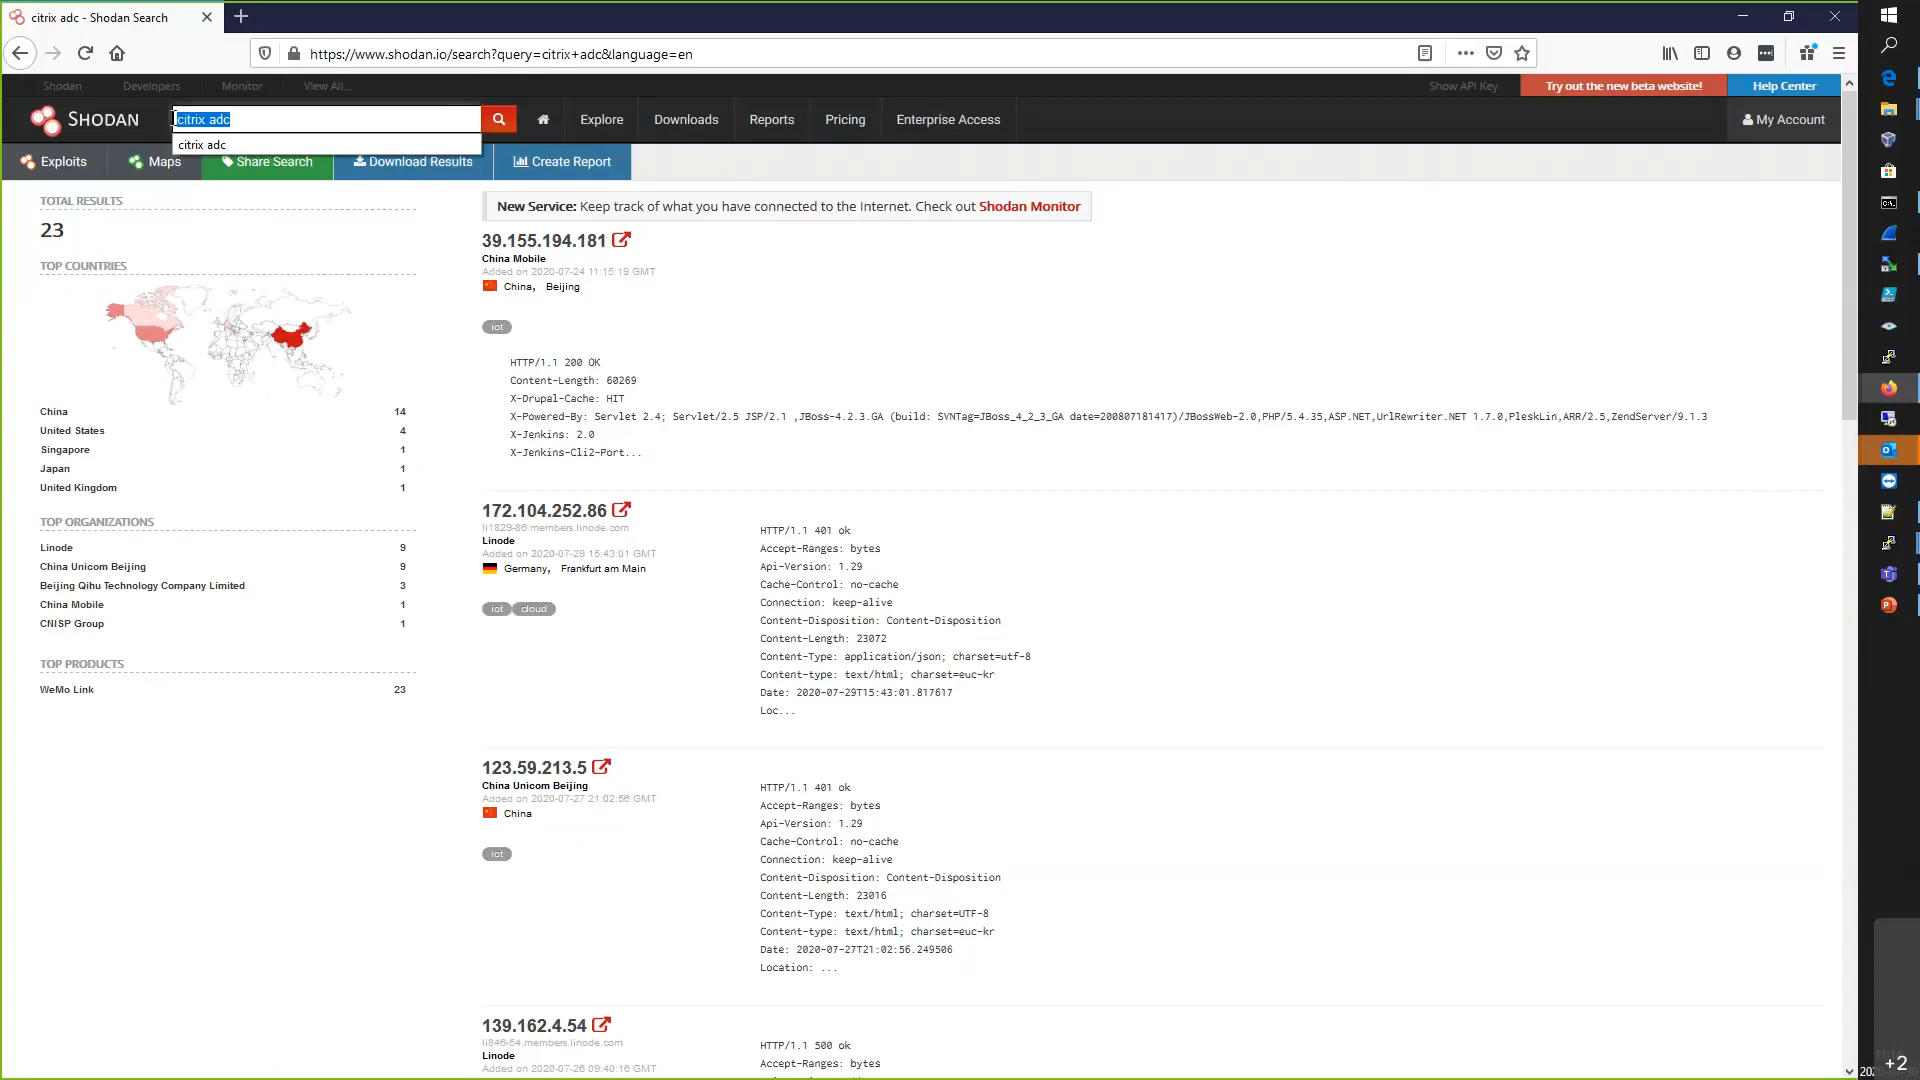 citrix adc - Shodan Search
https://www.shodan.io/search?query=citrix+adc&language=en
Shodan Developers Monitor View All... Show API Key Try out the new beta website! Help Center
SHODAN citrix adc Explore Downloads Reports Pricing Enterprise Access My Account
citrix adc
Exploits Maps Share Search Download Results Create Report
TOTAL RESULTS
23
TOP COUNTRIES
China 14
United States 4
Singapore 1
Japan 1
United Kingdom 1
TOP ORGANIZATIONS
Linode 9
China Unicom Beijing 9
Beijing Qihu Technology Company Limited 3
China Mobile 1
CNISP Group 1
TOP PRODUCTS
WeMo Link 23
New Service: Keep track of what you have connected to the Internet. Check out Shodan Monitor
39.155.194.181
China Mobile
Added on 2020-07-24 11:15:19 GMT
China, Beijing
iot
HTTP/1.1 200 OK
Content-Length: 60269
X-Drupal-Cache: HIT
X-Powered-By: Servlet 2.4; Servlet/2.5 JSP/2.1 ,JBoss-4.2.3.GA (build: SVNTag=JBoss_4_2_3_GA date=200807181417)/JBossWeb-2.0,PHP/5.4.35,ASP.NET,UrlRewriter.NET 1.7.0,PleskLin,ARR/2.5,ZendServer/9.1.3
X-Jenkins: 2.0
X-Jenkins-Cli2-Port...
172.104.252.86
li1829-86.members.linode.com
Linode
Added on 2020-07-29 15:43:01 GMT
Germany, Frankfurt am Main
iot cloud
HTTP/1.1 401 ok
Accept-Ranges: bytes
Api-Version: 1.29
Cache-Control: no-cache
Connection: keep-alive
Content-Disposition: Content-Disposition
Content-Length: 23072
Content-Type: application/json; charset=utf-8
Content-type: text/html; charset=euc-kr
Date: 2020-07-29T15:43:01.817617
Loc...
123.59.213.5
China Unicom Beijing
Added on 2020-07-27 21:02:56 GMT
China
iot
HTTP/1.1 401 ok
Accept-Ranges: bytes
Api-Version: 1.29
Cache-Control: no-cache
Connection: keep-alive
Content-Disposition: Content-Disposition
Content-Length: 23016
Content-Type: text/html; charset=UTF-8
Content-type: text/html; charset=euc-kr
Date: 2020-07-27T21:02:56.249506
Location: ...
139.162.4.54
li846-54.members.linode.com
Linode
Added on 2020-07-26 09:40:16 GMT
HTTP/1.1 500 ok
Accept-Ranges: bytes
+2